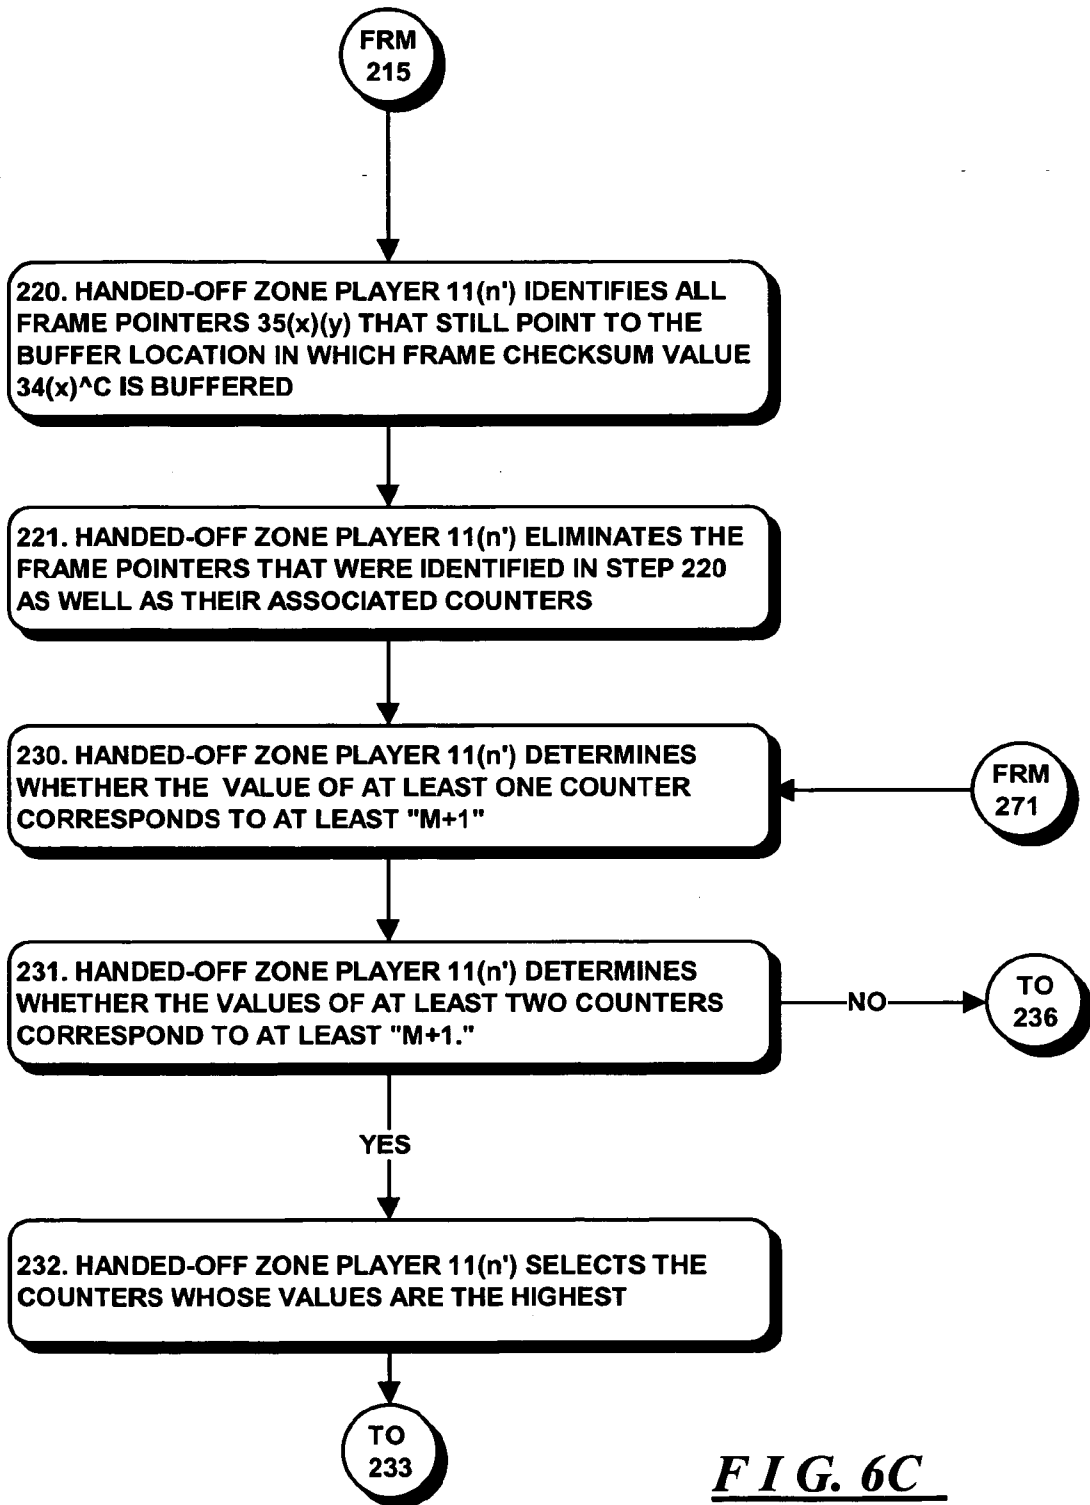 FRM
215
220. HANDED-OFF ZONE PLAYER 11(n') IDENTIFIES ALL
FRAME POINTERS 35(x)(y) THAT STILL POINT TO THE
BUFFER LOCATION IN WHICH FRAME CHECKSUM VALUE
34(x)^C IS BUFFERED
221. HANDED-OFF ZONE PLAYER 11(n') ELIMINATES THE
FRAME POINTERS THAT WERE IDENTIFIED IN STEP 220
AS WELL AS THEIR ASSOCIATED COUNTERS
230. HANDED-OFF ZONE PLAYER 11(n') DETERMINES
WHETHER THE VALUE OF AT LEAST ONE COUNTER
CORRESPONDS TO AT LEAST "M+1"
FRM
271
231. HANDED-OFF ZONE PLAYER 11(n') DETERMINES
WHETHER THE VALUES OF AT LEAST TWO COUNTERS
CORRESPOND TO AT LEAST "M+1."
NO
TO
236
YES
232. HANDED-OFF ZONE PLAYER 11(n') SELECTS THE
COUNTERS WHOSE VALUES ARE THE HIGHEST
TO
233
FIG. 6C